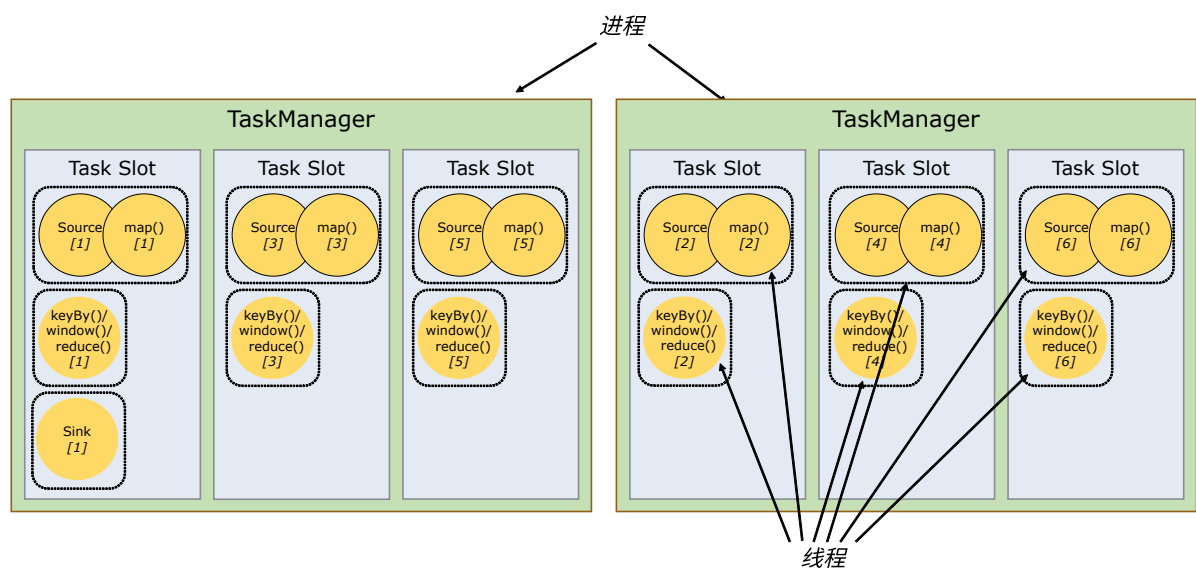 进程
TaskManager
Task Slot
Source
[1]
map()
[1]
keyBy()/
window()/
reduce()
[1]
Sink
[1]
Task Slot
Source
[3]
map()
[3]
keyBy()/
window()/
reduce()
[3]
Task Slot
Source
[5]
map()
[5]
keyBy()/
window()/
reduce()
[5]
TaskManager
Task Slot
Source
[2]
map()
[2]
keyBy()/
window()/
reduce()
[2]
Task Slot
Source
[4]
map()
[4]
keyBy()/
window()/
reduce()
[4]
Task Slot
Source
[6]
map()
[6]
keyBy()/
window()/
reduce()
[6]
线程